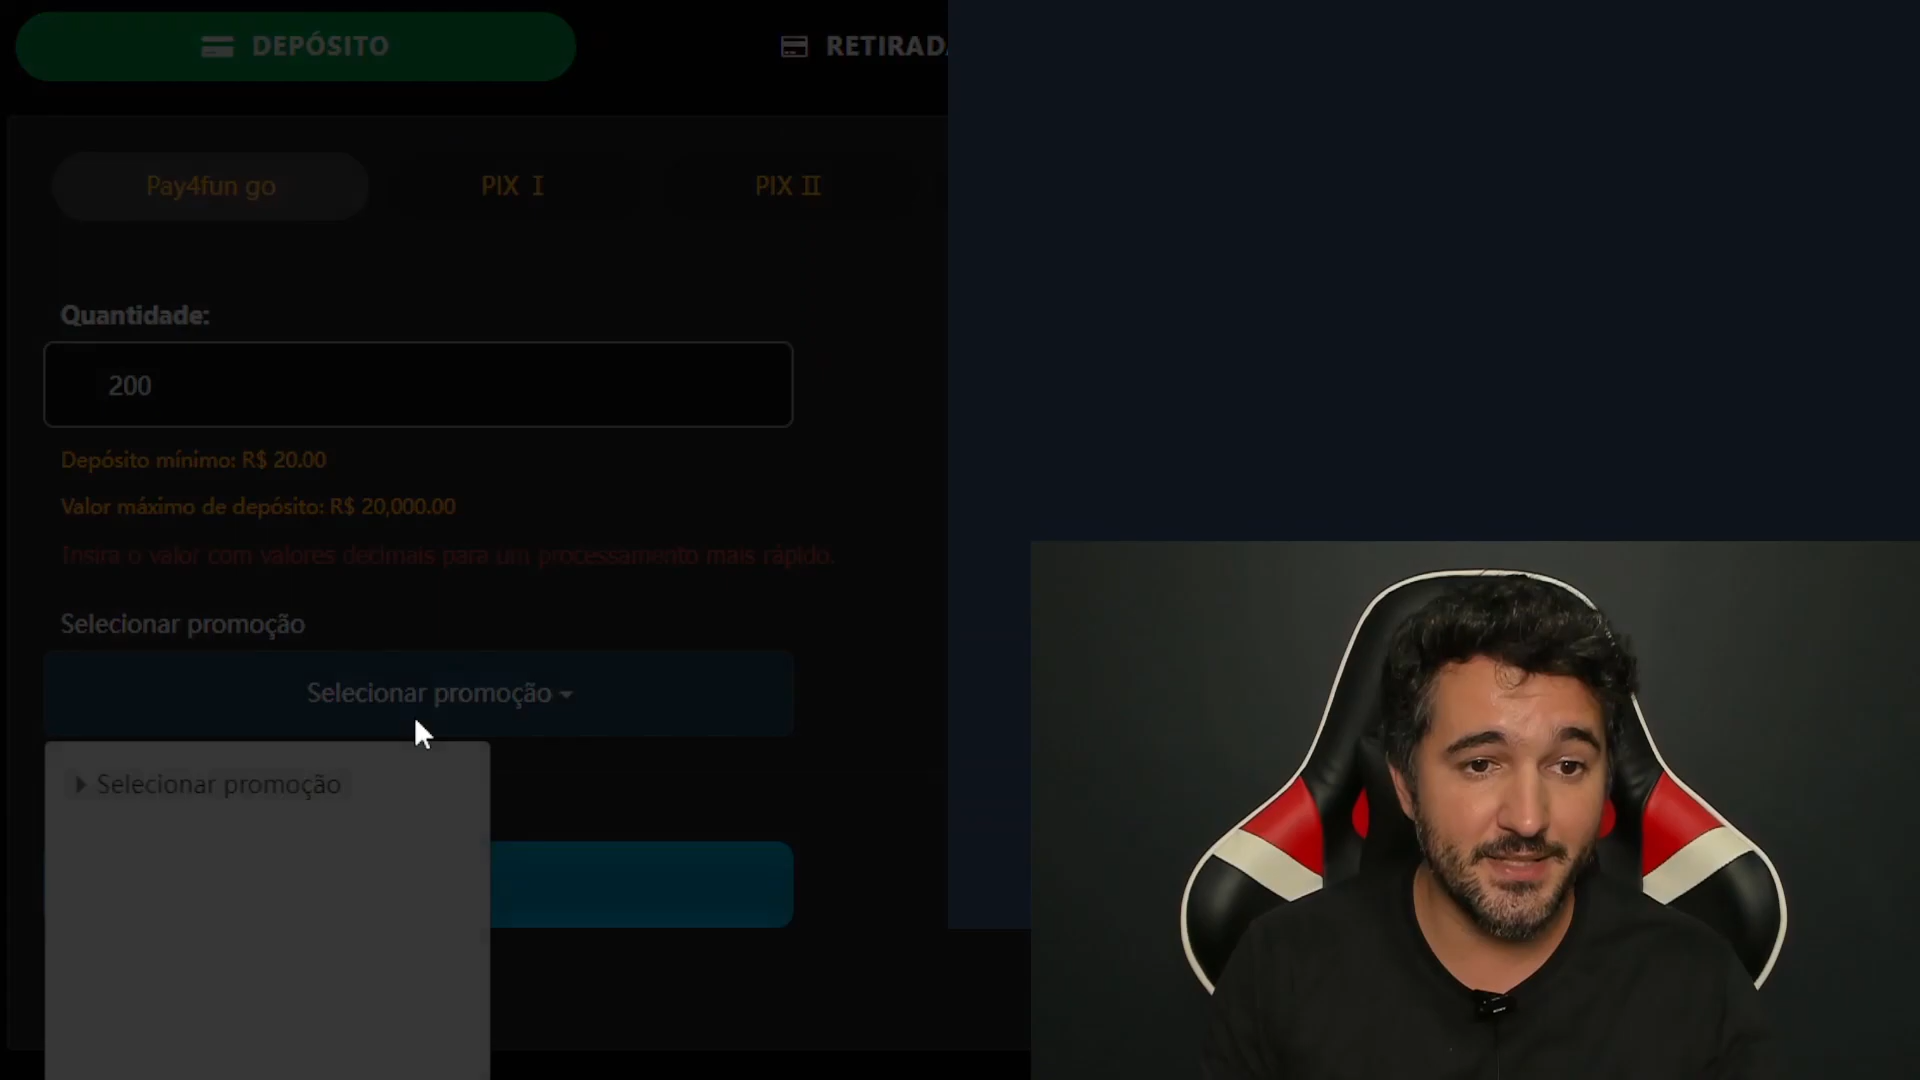 DEPÓSITO
RETIRADA
Pay4fun go
PIX I
PIX II
Quantidade:
200
Depósito mínimo: R$ 20.00
Valor máximo de depósito: R$ 20,000.00
Insira o valor com valores decimais para um processamento mais rápido.
Selecionar promoção
Selecionar promoção
Selecionar promoção